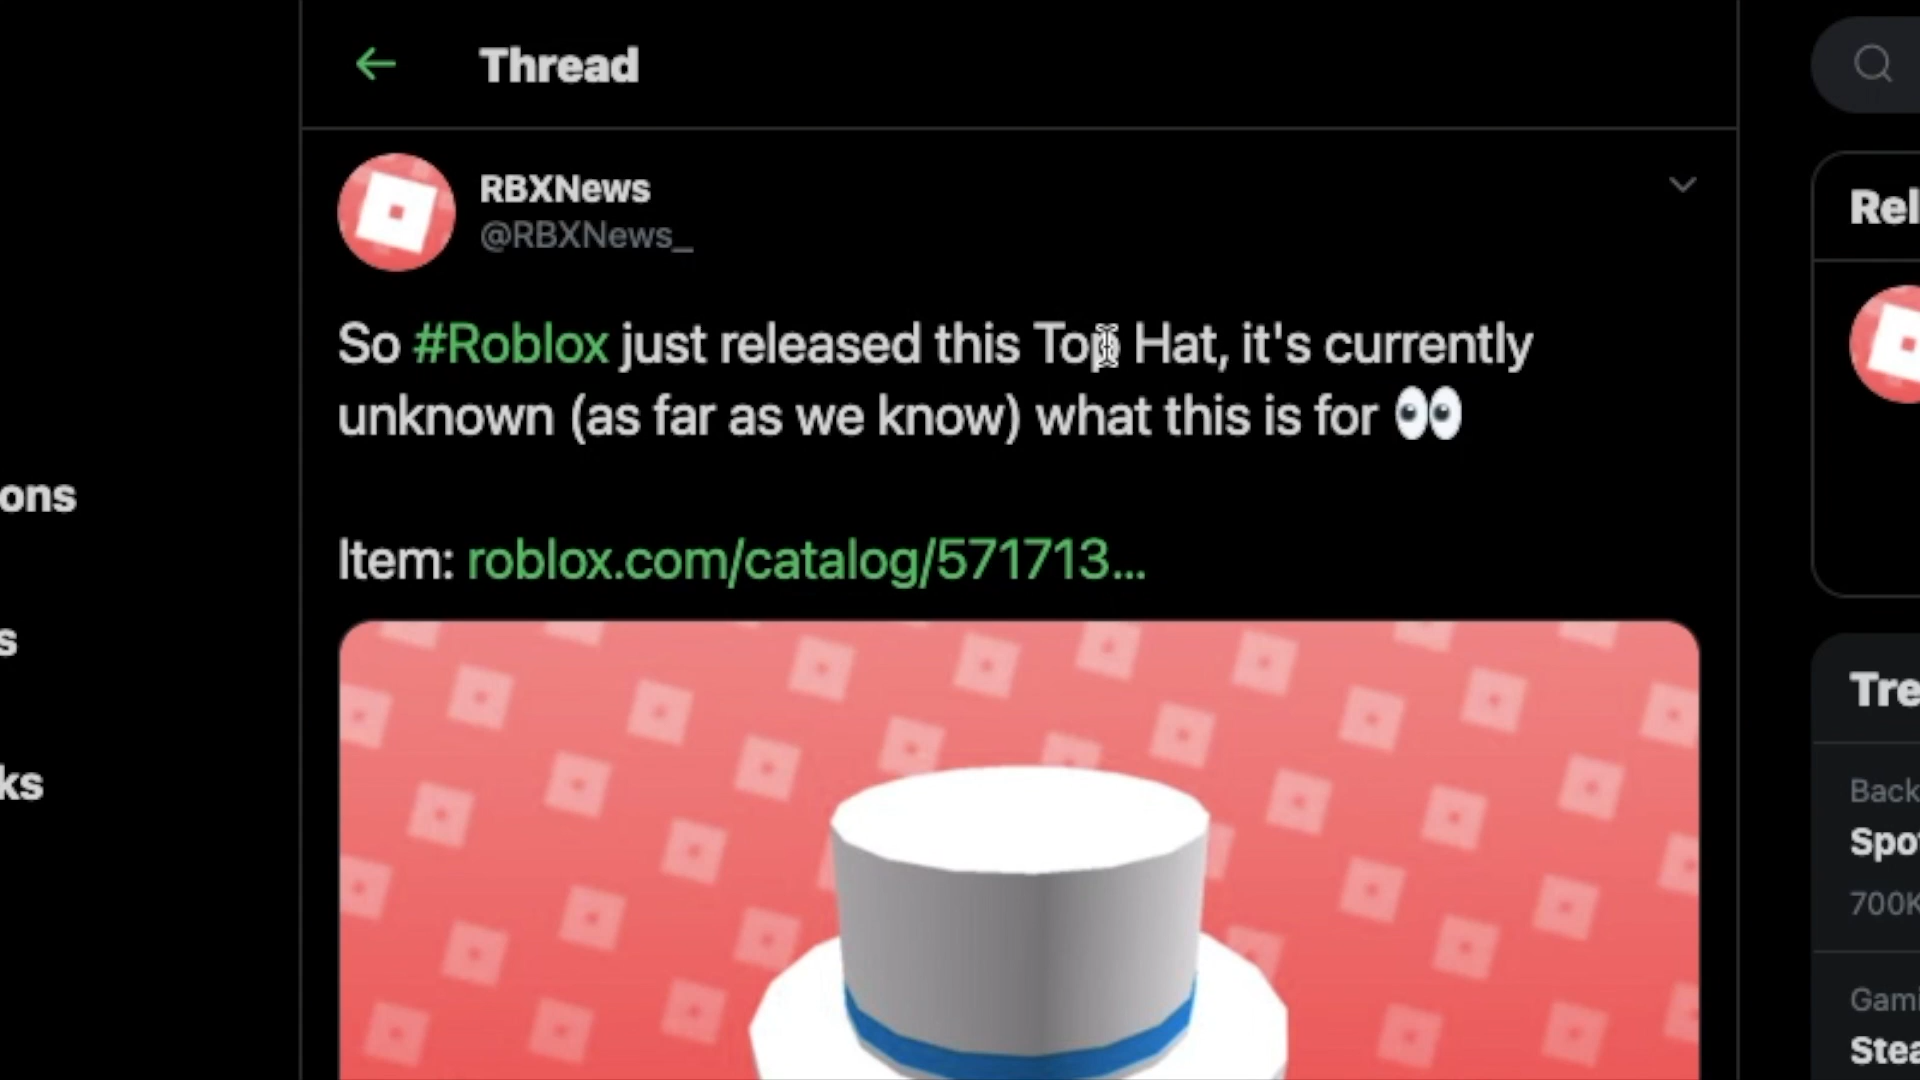 Thread
RBXNews
@RBXNews_
So #Roblox just released this Top Hat, it's currently
unknown (as far as we know) what this is for 👀
Item: roblox.com/catalog/571713...
ons
s
ks
Rel
Tre
Back
Spo
700K
Gami
Stea